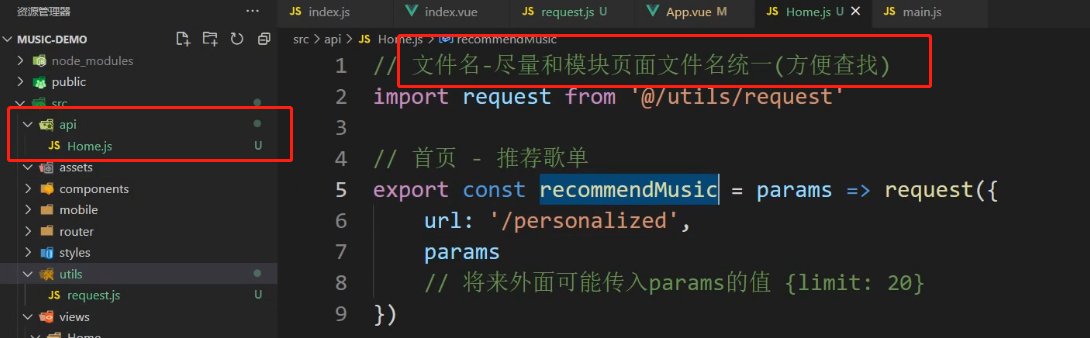 资源管理器 ···
MUSIC-DEMO
node_modules
public
src
api
JS Home.js U
assets
components
mobile
router
styles
utils
JS request.js U
views
Home
JS index.js
index.vue
JS request.js U
App.vue M
JS Home.js U
JS main.js
src > api > JS Home.js > recommendMusic
1 // 文件名-尽量和模块页面文件名统一(方便查找)
2 import request from '@/utils/request'
3
4 // 首页 - 推荐歌单
5 export const recommendMusic = params => request({
6 url: '/personalized',
7 params
8 // 将来外面可能传入params的值 {limit: 20}
9 })